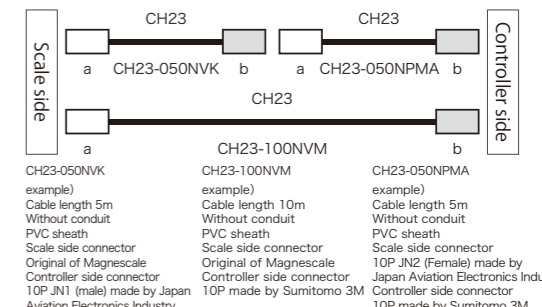 CH23
CH23
Scale side
Controller side
a
CH23-050NVK
b
a
CH23-050NPMA
b
CH23
a
CH23-100NVM
b
CH23-050NVK
example)
Cable length 5m
Without conduit
PVC sheath
Scale side connector
Original of Magnescale
Controller side connector
10P JN1 (male) made by Japan
Aviation Electronics Industry
CH23-100NVM
example)
Cable length 10m
Without conduit
PVC sheath
Scale side connector
Original of Magnescale
Controller side connector
10P made by Sumitomo 3M
CH23-050NPMA
example)
Cable length 5m
Without conduit
PVC sheath
Scale side connector
10P JN2 (Female) made by
Japan Aviation Electronics
Controller side connector
10P made by Sumitomo 3M